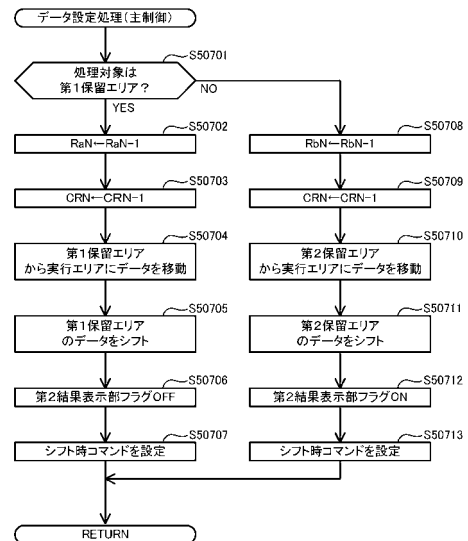 データ設定処理(主制御)
S50701
処理対象は
第1保留エリア?
NO
YES
S50702
RaN←RaN-1
S50703
CRN←CRN-1
S50704
第1保留エリア
から実行エリアにデータを移動
S50705
第1保留エリア
のデータをシフト
S50706
第2結果表示部フラグOFF
S50707
シフト時コマンドを設定
S50708
RbN←RbN-1
S50709
CRN←CRN-1
S50710
第2保留エリア
から実行エリアにデータを移動
S50711
第2保留エリア
のデータをシフト
S50712
第2結果表示部フラグON
S50713
シフト時コマンドを設定
RETURN